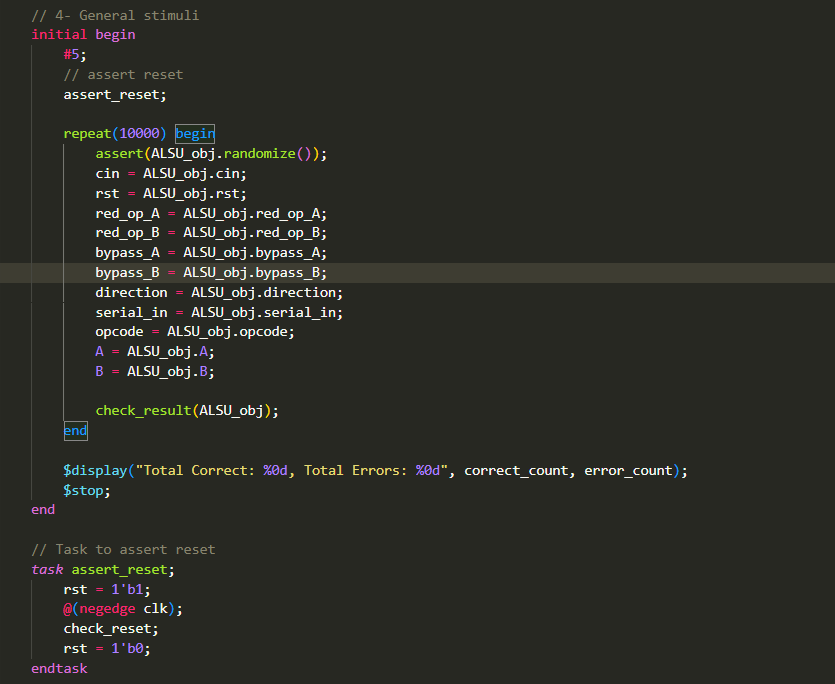 // 4- General stimuli
initial begin
#5;
// assert reset
assert_reset;
repeat(10000) begin
assert(ALSU_obj.randomize());
cin = ALSU_obj.cin;
rst = ALSU_obj.rst;
red_op_A = ALSU_obj.red_op_A;
red_op_B = ALSU_obj.red_op_B;
bypass_A = ALSU_obj.bypass_A;
bypass_B = ALSU_obj.bypass_B;
direction = ALSU_obj.direction;
serial_in = ALSU_obj.serial_in;
opcode = ALSU_obj.opcode;
A = ALSU_obj.A;
B = ALSU_obj.B;
check_result(ALSU_obj);
end
$display("Total Correct: %0d, Total Errors: %0d", correct_count, error_count);
$stop;
end
// Task to assert reset
task assert_reset;
rst = 1'b1;
@(negedge clk);
check_reset;
rst = 1'b0;
endtask